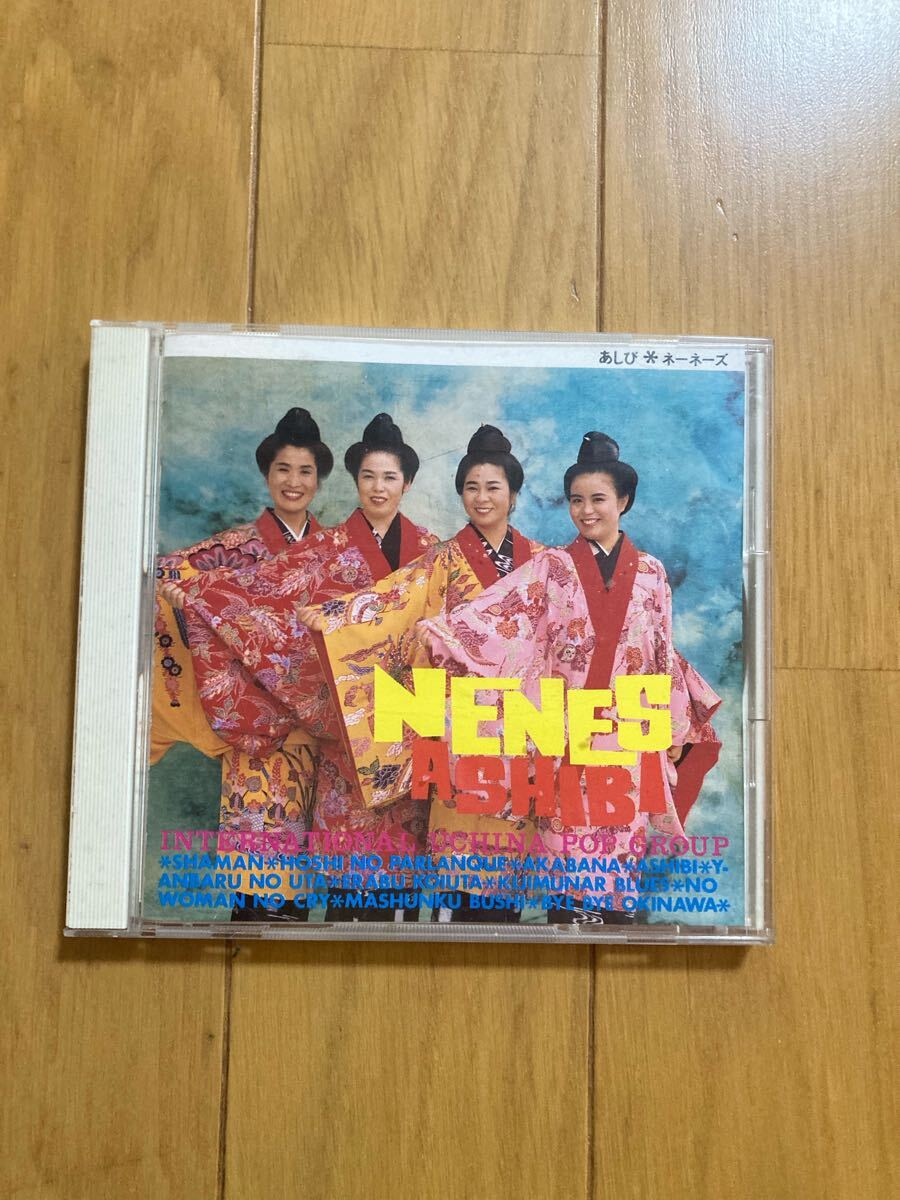 あしび＊ネーネーズ
NENES
ASHIBI
INTERNATIONAL UCHINA POP GROUP
*SHAMAN*HOSHI NO PARLANQUE*AKABANA*ASHIBI*Y-
ANBARU NO UTA*ERABU KOIUTA*KIJIMUNAR BLUES*NO
WOMAN NO CRY*MASHUNKU BUSHI*BYE BYE OKINAWA*